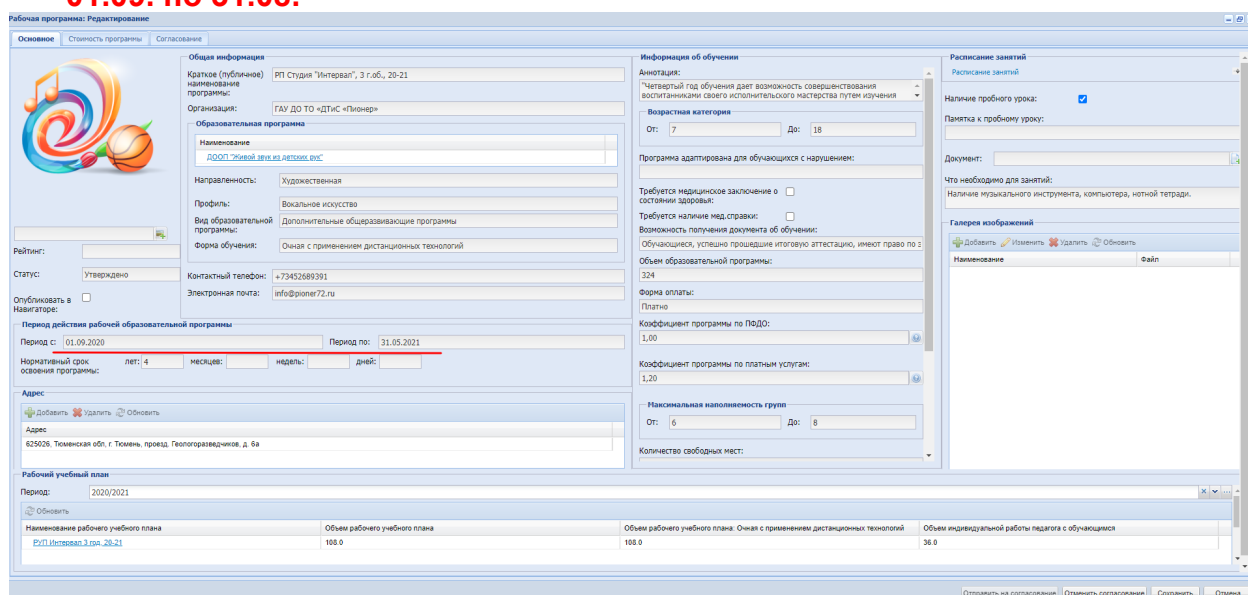 01.09. по 31.08.
Рабочая программа: Редактирование
Основное Стоимость программы Согласование
Общая информация
Краткое (публичное) наименование программы: РП Студия "Интервал", 3 г.об., 20-21
Организация: ГАУ ДО ТО «ДТиС «Пионер»
Образовательная программа
Наименование
ДООП "Живой звук из детских рук"
Направленность: Художественная
Профиль: Вокальное искусство
Вид образовательной программы: Дополнительные общеразвивающие программы
Форма обучения: Очная с применением дистанционных технологий
Контактный телефон: +73452689391
Электронная почта: info@pioner72.ru
Рейтинг:
Статус: Утверждено
Опубликовать в Навигаторе:
Период действия рабочей образовательной программы
Период с: 01.09.2020 Период по: 31.05.2021
Нормативный срок освоения программы: лет: 4 месяцев: недель: дней:
Адрес
Добавить Удалить Обновить
Адрес
625026, Тюменская обл, г. Тюмень, проезд. Геологоразведчиков, д. 6а
Информация об обучении
Аннотация:
"Четвертый год обучения дает возможность совершенствования
воспитанниками своего исполнительского мастерства путем изучения
Возрастная категория
От: 7 До: 18
Программа адаптирована для обучающихся с нарушением:
Требуется медицинское заключение о состоянии здоровья:
Требуется наличие мед.справки:
Возможность получения документа об обучении:
Обучающиеся, успешно прошедшие итоговую аттестацию, имеют право по
Объем образовательной программы:
324
Форма оплаты:
Платно
Коэффициент программы по ПФДО:
1,00
Коэффициент программы по платным услугам:
1,20
Максимальная наполняемость групп
От: 6 До: 8
Количество свободных мест:
Расписание занятий
Расписание занятий
Наличие пробного урока:
Памятка к пробному уроку:
Документ:
Что необходимо для занятий:
Наличие музыкального инструмента, компьютера, нотной тетради.
Галерея изображений
Добавить Изменить Удалить Обновить
Наименование Файл
Рабочий учебный план
Период: 2020/2021
Обновить
Наименование рабочего учебного плана Объем рабочего учебного плана Объем рабочего учебного плана: Очная с применением дистанционных технологий Объем индивидуальной работы педагога с обучающимся
РУП Интервал 3 год, 20-21 108.0 108.0 36.0
Отправить на согласование Отменить согласование Сохранить Отмена